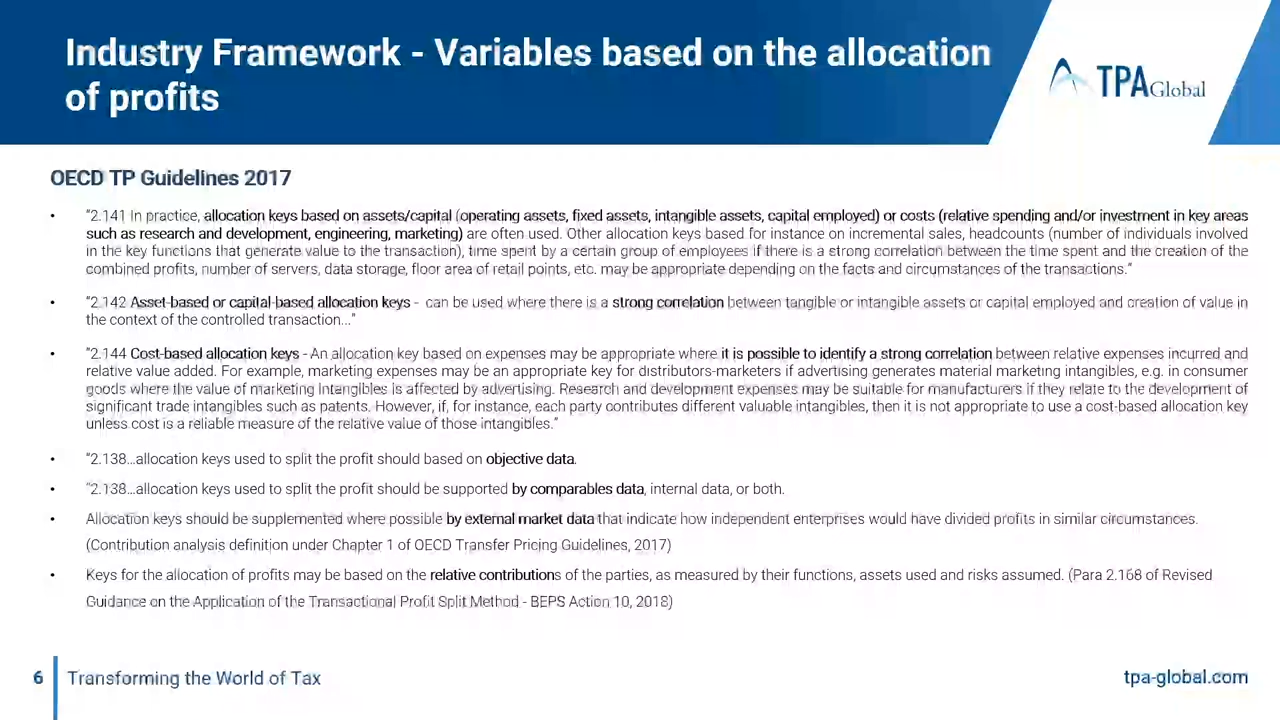 Industry Framework - Variables based on the allocation
of profits
TPA Global
OECD TP Guidelines 2017
• "2.141 In practice, allocation keys based on assets/capital (operating assets, fixed assets, intangible assets, capital employed) or costs (relative spending and/or investment in key areas
such as research and development, engineering, marketing) are often used. Other allocation keys based for instance on incremental sales, headcounts (number of individuals involved
in the key functions that generate value to the transaction), time spent by a certain group of employees if there is a strong correlation between the time spent and the creation of the
combined profits, number of servers, data storage, floor area of retail points, etc. may be appropriate depending on the facts and circumstances of the transactions."
• "2.142 Asset-based or capital-based allocation keys - can be used where there is a strong correlation between tangible or intangible assets or capital employed and creation of value in
the context of the controlled transaction..."
• "2.144 Cost-based allocation keys - An allocation key based on expenses may be appropriate where it is possible to identify a strong correlation between relative expenses incurred and
relative value added. For example, marketing expenses may be an appropriate key for distributors-marketers if advertising generates material marketing intangibles, e.g. in consumer
goods where the value of marketing intangibles is affected by advertising. Research and development expenses may be suitable for manufacturers if they relate to the development of
significant trade intangibles such as patents. However, if, for instance, each party contributes different valuable intangibles, then it is not appropriate to use a cost-based allocation key
unless cost is a reliable measure of the relative value of those intangibles."
• "2.138…allocation keys used to split the profit should based on objective data.
• "2.138…allocation keys used to split the profit should be supported by comparables data, internal data, or both.
• Allocation keys should be supplemented where possible by external market data that indicate how independent enterprises would have divided profits in similar circumstances.
(Contribution analysis definition under Chapter 1 of OECD Transfer Pricing Guidelines, 2017)
• Keys for the allocation of profits may be based on the relative contributions of the parties, as measured by their functions, assets used and risks assumed. (Para 2.168 of Revised
Guidance on the Application of the Transactional Profit Split Method - BEPS Action 10, 2018)
6 Transforming the World of Tax
tpa-global.com